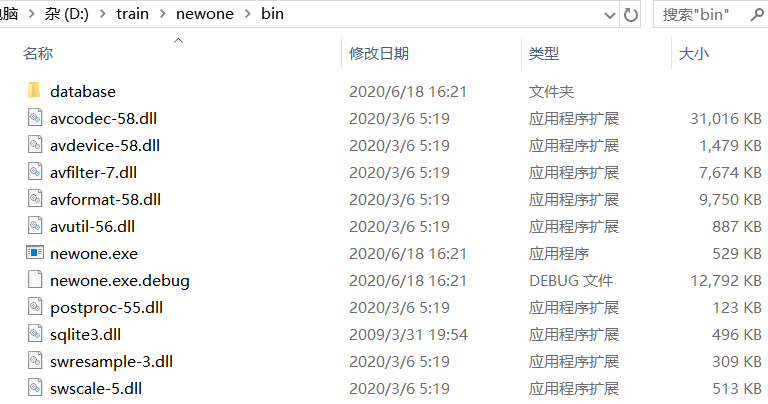 电脑 > 杂 (D:) > train > newone > bin 搜索"bin"
名称 修改日期 类型 大小
database 2020/6/18 16:21 文件夹
avcodec-58.dll 2020/3/6 5:19 应用程序扩展 31,016 KB
avdevice-58.dll 2020/3/6 5:19 应用程序扩展 1,479 KB
avfilter-7.dll 2020/3/6 5:19 应用程序扩展 7,674 KB
avformat-58.dll 2020/3/6 5:19 应用程序扩展 9,750 KB
avutil-56.dll 2020/3/6 5:19 应用程序扩展 887 KB
newone.exe 2020/6/18 16:21 应用程序 529 KB
newone.exe.debug 2020/6/18 16:21 DEBUG 文件 12,792 KB
postproc-55.dll 2020/3/6 5:19 应用程序扩展 123 KB
sqlite3.dll 2009/3/31 19:54 应用程序扩展 496 KB
swresample-3.dll 2020/3/6 5:19 应用程序扩展 309 KB
swscale-5.dll 2020/3/6 5:19 应用程序扩展 513 KB